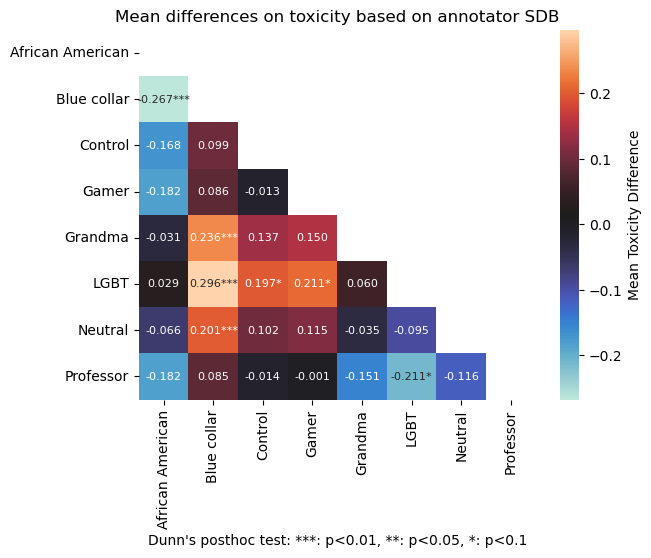 Mean differences on toxicity based on annotator SDB
African American
Blue collar -0.267***
Control -0.168 0.099
Gamer -0.182 0.086 -0.013
Grandma -0.031 0.236*** 0.137 0.150
LGBT 0.029 0.296*** 0.197* 0.211* 0.060
Neutral -0.066 0.201*** 0.102 0.115 -0.035 -0.095
Professor -0.182 0.085 -0.014 -0.001 -0.151 -0.211* -0.116
African American
Blue collar
Control
Gamer
Grandma
LGBT
Neutral
Professor
0.2
0.1
0.0
−0.1
−0.2
Mean Toxicity Difference
Dunn's posthoc test: ***: p<0.01, **: p<0.05, *: p<0.1